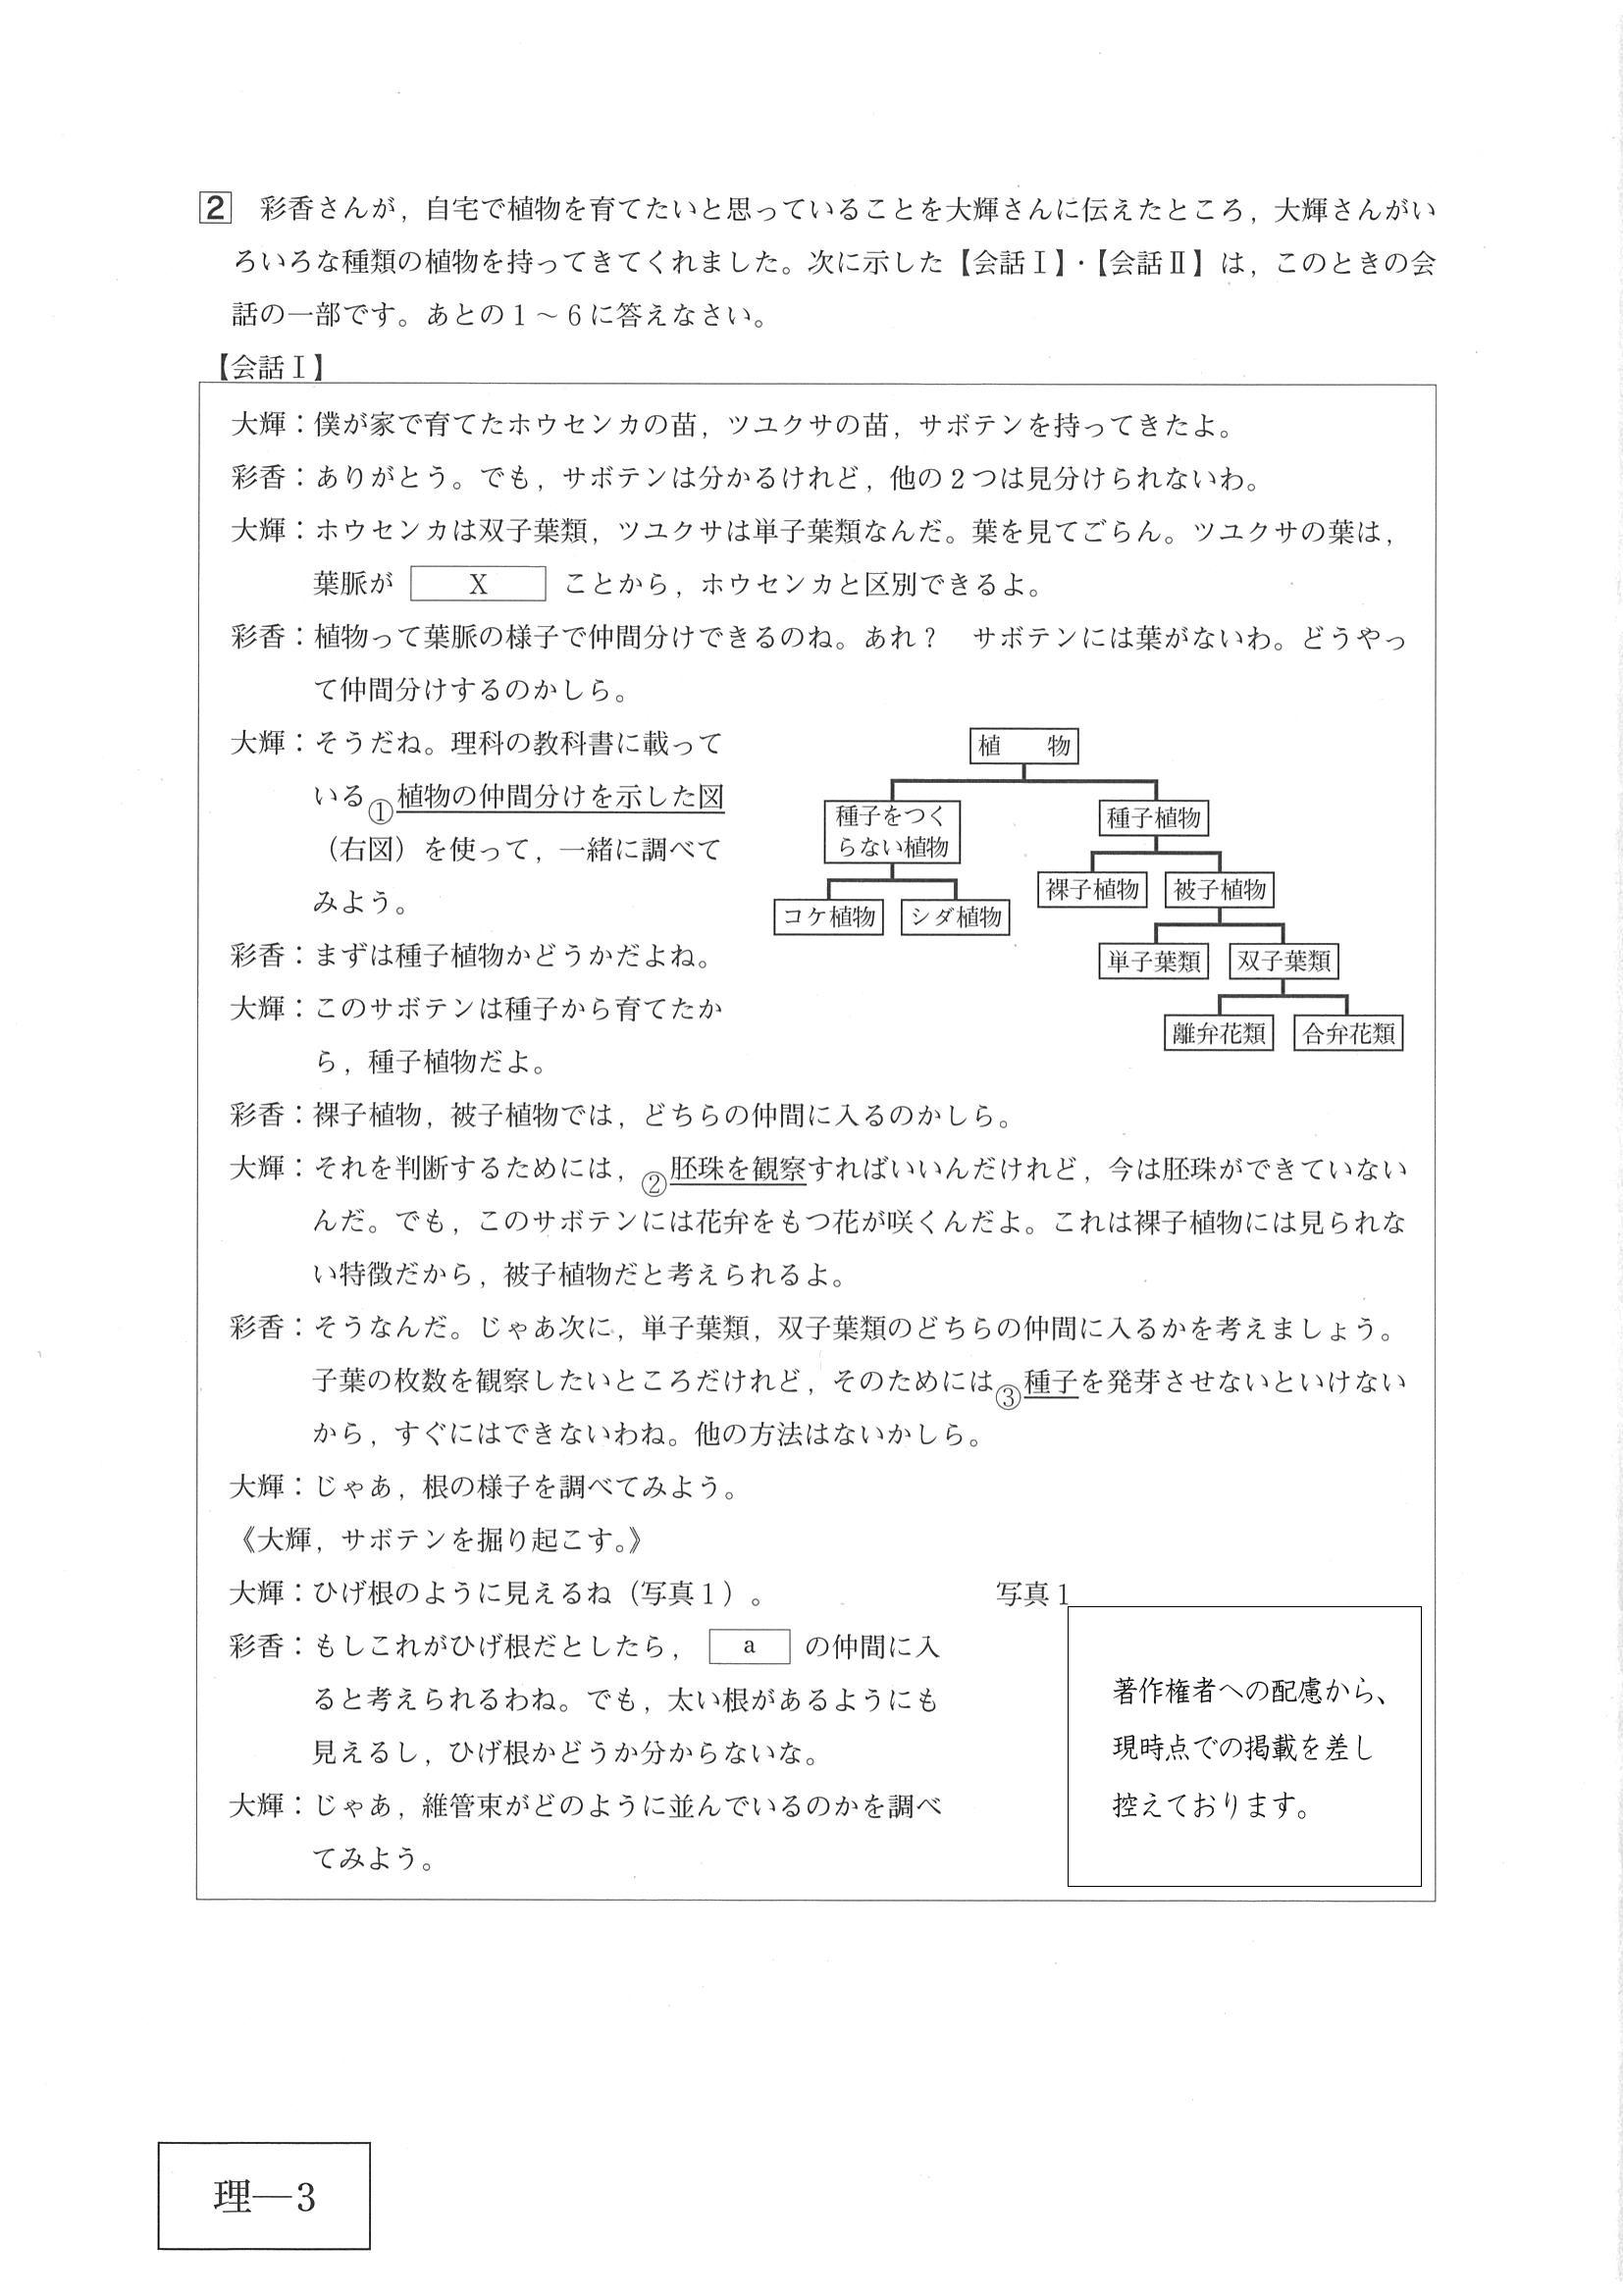 2 彩香さんが，自宅で植物を育てたいと思っていることを大輝さんに伝えたところ，大輝さんがい
ろいろな種類の植物を持ってきてくれました。次に示した【会話Ⅰ】・【会話Ⅱ】は，このときの会
話の一部です。あとの１～６に答えなさい。
【会話Ⅰ】
大輝：僕が家で育てたホウセンカの苗，ツユクサの苗，サボテンを持ってきたよ。
彩香：ありがとう。でも，サボテンは分かるけれど，他の２つは見分けられないわ。
大輝：ホウセンカは双子葉類，ツユクサは単子葉類なんだ。葉を見てごらん。ツユクサの葉は，
葉脈が X ことから，ホウセンカと区別できるよ。
彩香：植物って葉脈の様子で仲間分けできるのね。あれ？　サボテンには葉がないわ。どうやっ
て仲間分けするのかしら。
大輝：そうだね。理科の教科書に載って
いる①植物の仲間分けを示した図
（右図）を使って，一緒に調べて
みよう。
彩香：まずは種子植物かどうかだよね。
大輝：このサボテンは種子から育てたか
ら，種子植物だよ。
植　物
種子をつく
らない植物
種子植物
コケ植物
シダ植物
裸子植物
被子植物
単子葉類
双子葉類
離弁花類
合弁花類
彩香：裸子植物，被子植物では，どちらの仲間に入るのかしら。
大輝：それを判断するためには，②胚珠を観察すればいいんだけれど，今は胚珠ができていない
んだ。でも，このサボテンには花弁をもつ花が咲くんだよ。これは裸子植物には見られな
い特徴だから，被子植物だと考えられるよ。
彩香：そうなんだ。じゃあ次に，単子葉類，双子葉類のどちらの仲間に入るかを考えましょう。
子葉の枚数を観察したいところだけれど，そのためには③種子を発芽させないといけない
から，すぐにはできないわね。他の方法はないかしら。
大輝：じゃあ，根の様子を調べてみよう。
《大輝，サボテンを掘り起こす。》
大輝：ひげ根のように見えるね（写真１）。
彩香：もしこれがひげ根だとしたら， a の仲間に入
ると考えられるわね。でも，太い根があるようにも
見えるし，ひげ根かどうか分からないな。
大輝：じゃあ，維管束がどのように並んでいるのかを調べ
てみよう。
写真１
著作権者への配慮から、
現時点での掲載を差し
控えております。
理―3